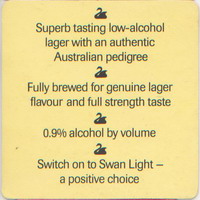 Superb tasting low-alcohol
lager with an authentic
Australian pedigree
Fully brewed for genuine lager
flavour and full strength taste
0.9% alcohol by volume
Switch on to Swan Light –
a positive choice